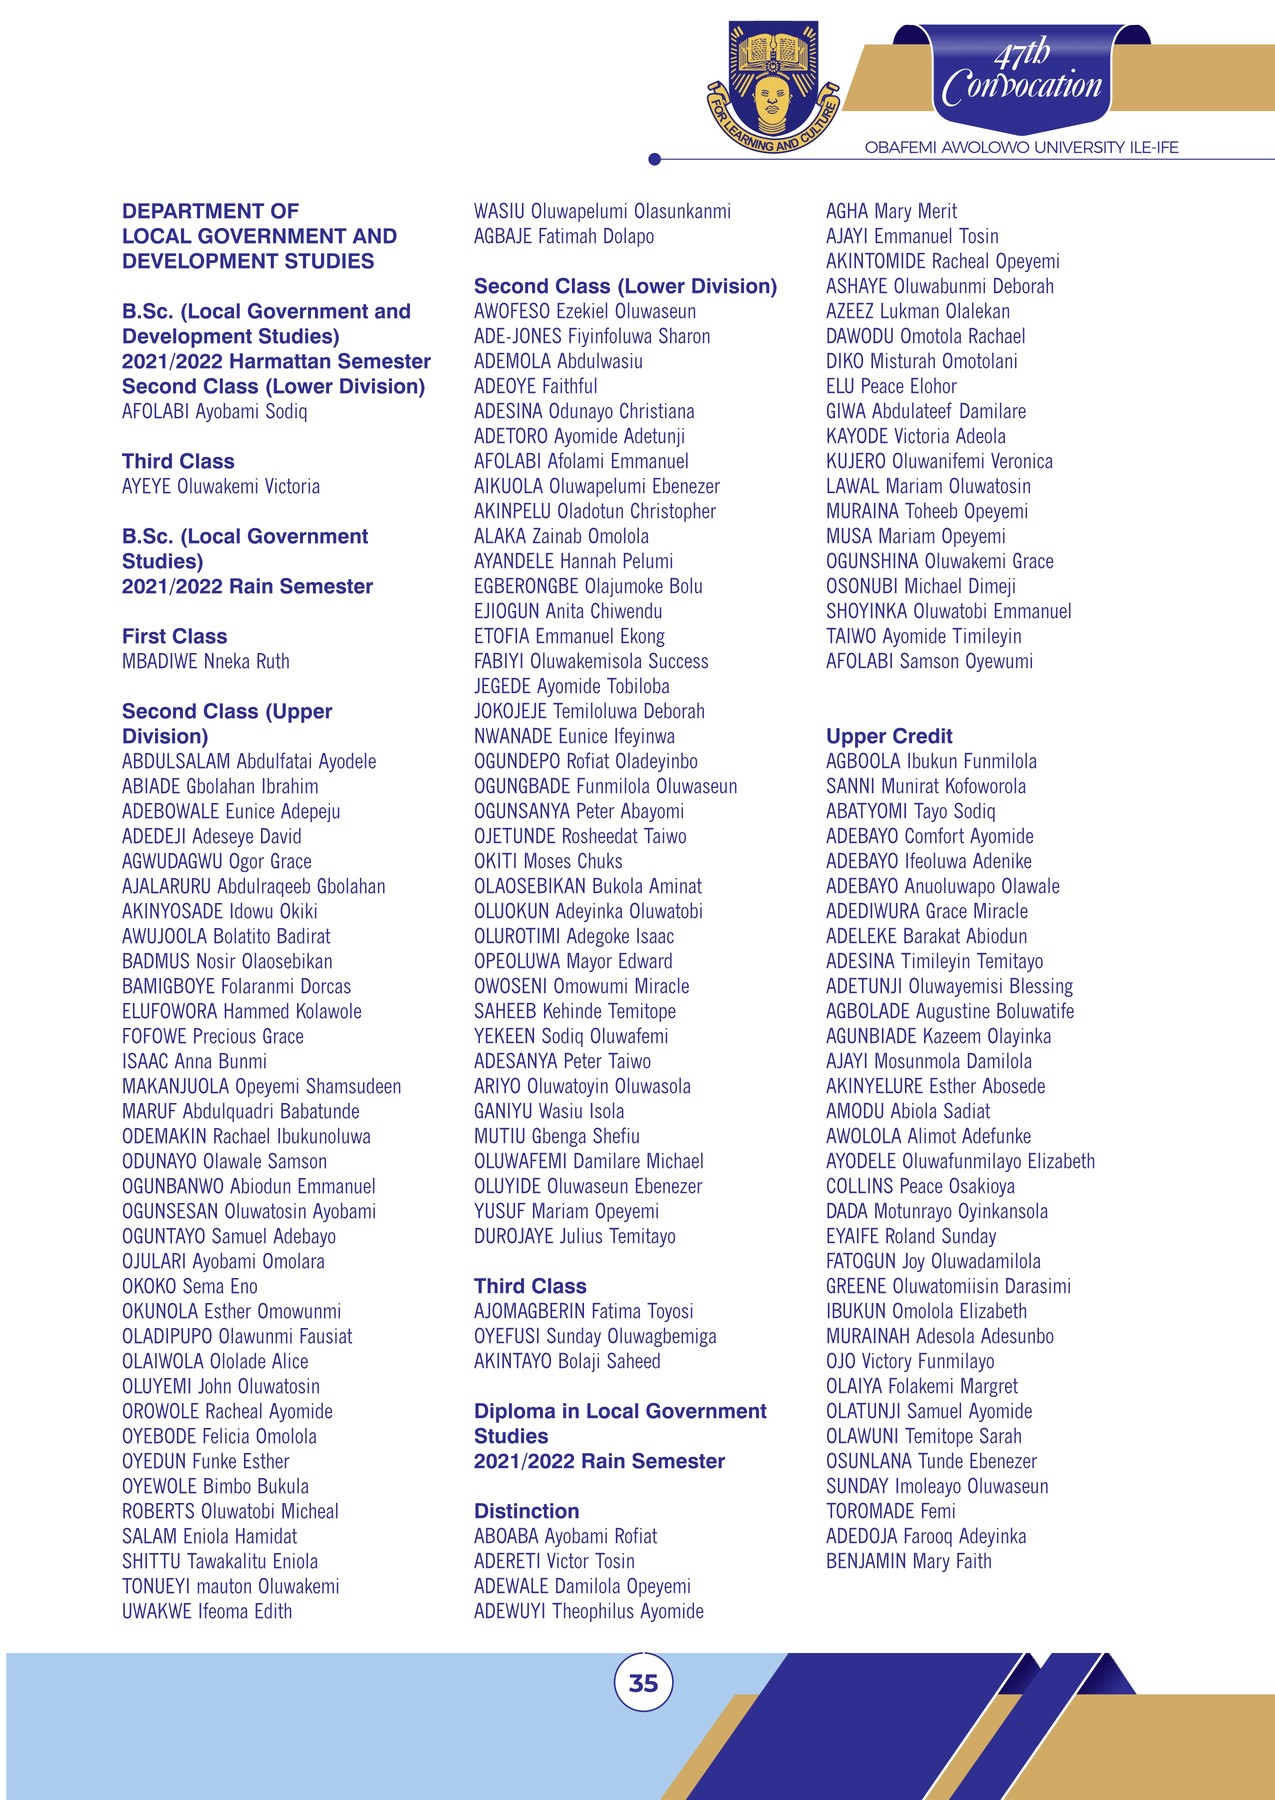 47th
Convocation
FOR LEARNING AND CULTURE
OBAFEMI AWOLOWO UNIVERSITY ILE-IFE
DEPARTMENT OF
LOCAL GOVERNMENT AND
DEVELOPMENT STUDIES
B.Sc. (Local Government and
Development Studies)
2021/2022 Harmattan Semester
Second Class (Lower Division)
AFOLABI Ayobami Sodiq
Third Class
AYEYE Oluwakemi Victoria
B.Sc. (Local Government
Studies)
2021/2022 Rain Semester
First Class
MBADIWE Nneka Ruth
Second Class (Upper
Division)
ABDULSALAM Abdulfatai Ayodele
ABIADE Gbolahan Ibrahim
ADEBOWALE Eunice Adepeju
ADEDEJI Adeseye David
AGWUDAGWU Ogor Grace
AJALARURU Abdulraqeeb Gbolahan
AKINYOSADE Idowu Okiki
AWUJOOLA Bolatito Badirat
BADMUS Nosir Olaosebikan
BAMIGBOYE Folaranmi Dorcas
ELUFOWORA Hammed Kolawole
FOFOWE Precious Grace
ISAAC Anna Bunmi
MAKANJUOLA Opeyemi Shamsudeen
MARUF Abdulquadri Babatunde
ODEMAKIN Rachael Ibukunoluwa
ODUNAYO Olawale Samson
OGUNBANWO Abiodun Emmanuel
OGUNSESAN Oluwatosin Ayobami
OGUNTAYO Samuel Adebayo
OJULARI Ayobami Omolara
OKOKO Sema Eno
OKUNOLA Esther Omowunmi
OLADIPUPO Olawunmi Fausiat
OLAIWOLA Ololade Alice
OLUYEMI John Oluwatosin
OROWOLE Racheal Ayomide
OYEBODE Felicia Omolola
OYEDUN Funke Esther
OYEWOLE Bimbo Bukula
ROBERTS Oluwatobi Micheal
SALAM Eniola Hamidat
SHITTU Tawakalitu Eniola
TONUEYI mauton Oluwakemi
UWAKWE Ifeoma Edith
WASIU Oluwapelumi Olasunkanmi
AGBAJE Fatimah Dolapo
Second Class (Lower Division)
AWOFESO Ezekiel Oluwaseun
ADE-JONES Fiyinfoluwa Sharon
ADEMOLA Abdulwasiu
ADEOYE Faithful
ADESINA Odunayo Christiana
ADETORO Ayomide Adetunji
AFOLABI Afolami Emmanuel
AIKUOLA Oluwapelumi Ebenezer
AKINPELU Oladotun Christopher
ALAKA Zainab Omolola
AYANDELE Hannah Pelumi
EGBERONGBE Olajumoke Bolu
EJIOGUN Anita Chiwendu
ETOFIA Emmanuel Ekong
FABIYI Oluwakemisola Success
JEGEDE Ayomide Tobiloba
JOKOJEJE Temiloluwa Deborah
NWANADE Eunice Ifeyinwa
OGUNDEPO Rofiat Oladeyinbo
OGUNGBADE Funmilola Oluwaseun
OGUNSANYA Peter Abayomi
OJETUNDE Rosheedat Taiwo
OKITI Moses Chuks
OLAOSEBIKAN Bukola Aminat
OLUOKUN Adeyinka Oluwatobi
OLUROTIMI Adegoke Isaac
OPEOLUWA Mayor Edward
OWOSENI Omowumi Miracle
SAHEEB Kehinde Temitope
YEKEEN Sodiq Oluwafemi
ADESANYA Peter Taiwo
ARIYO Oluwatoyin Oluwasola
GANIYU Wasiu Isola
MUTIU Gbenga Shefiu
OLUWAFEMI Damilare Michael
OLUYIDE Oluwaseun Ebenezer
YUSUF Mariam Opeyemi
DUROJAYE Julius Temitayo
Third Class
AJOMAGBERIN Fatima Toyosi
OYEFUSI Sunday Oluwagbemiga
AKINTAYO Bolaji Saheed
Diploma in Local Government
Studies
2021/2022 Rain Semester
Distinction
ABOABA Ayobami Rofiat
ADERETI Victor Tosin
ADEWALE Damilola Opeyemi
ADEWUYI Theophilus Ayomide
AGHA Mary Merit
AJAYI Emmanuel Tosin
AKINTOMIDE Racheal Opeyemi
ASHAYE Oluwabunmi Deborah
AZEEZ Lukman Olalekan
DAWODU Omotola Rachael
DIKO Misturah Omotolani
ELU Peace Elohor
GIWA Abdulateef Damilare
KAYODE Victoria Adeola
KUJERO Oluwanifemi Veronica
LAWAL Mariam Oluwatosin
MURAINA Toheeb Opeyemi
MUSA Mariam Opeyemi
OGUNSHINA Oluwakemi Grace
OSONUBI Michael Dimeji
SHOYINKA Oluwatobi Emmanuel
TAIWO Ayomide Timileyin
AFOLABI Samson Oyewumi
Upper Credit
AGBOOLA Ibukun Funmilola
SANNI Munirat Kofoworola
ABATYOMI Tayo Sodiq
ADEBAYO Comfort Ayomide
ADEBAYO Ifeoluwa Adenike
ADEBAYO Anuoluwapo Olawale
ADEDIWURA Grace Miracle
ADELEKE Barakat Abiodun
ADESINA Timileyin Temitayo
ADETUNJI Oluwayemisi Blessing
AGBOLADE Augustine Boluwatife
AGUNBIADE Kazeem Olayinka
AJAYI Mosunmola Damilola
AKINYELURE Esther Abosede
AMODU Abiola Sadiat
AWOLOLA Alimot Adefunke
AYODELE Oluwafunmilayo Elizabeth
COLLINS Peace Osakioya
DADA Motunrayo Oyinkansola
EYAIFE Roland Sunday
FATOGUN Joy Oluwadamilola
GREENE Oluwatomiisin Darasimi
IBUKUN Omolola Elizabeth
MURAINAH Adesola Adesunbo
OJO Victory Funmilayo
OLAIYA Folakemi Margret
OLATUNJI Samuel Ayomide
OLAWUNI Temitope Sarah
OSUNLANA Tunde Ebenezer
SUNDAY Imoleayo Oluwaseun
TOROMADE Femi
ADEDOJA Farooq Adeyinka
BENJAMIN Mary Faith
35